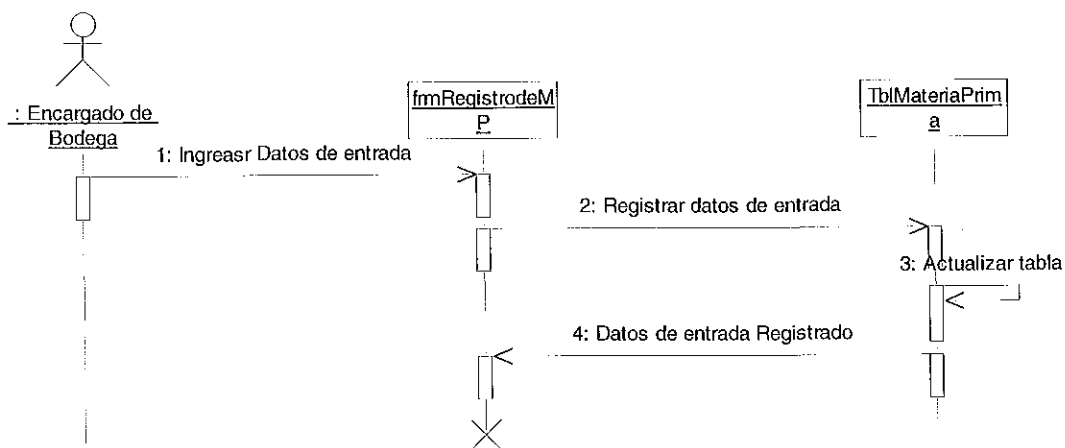 : Encargado de
Bodega
frmRegistrodeM
P
TblMateriaPrim
a
1: Ingreasr Datos de entrada
2: Registrar datos de entrada
3: Actualizar tabla
4: Datos de entrada Registrado